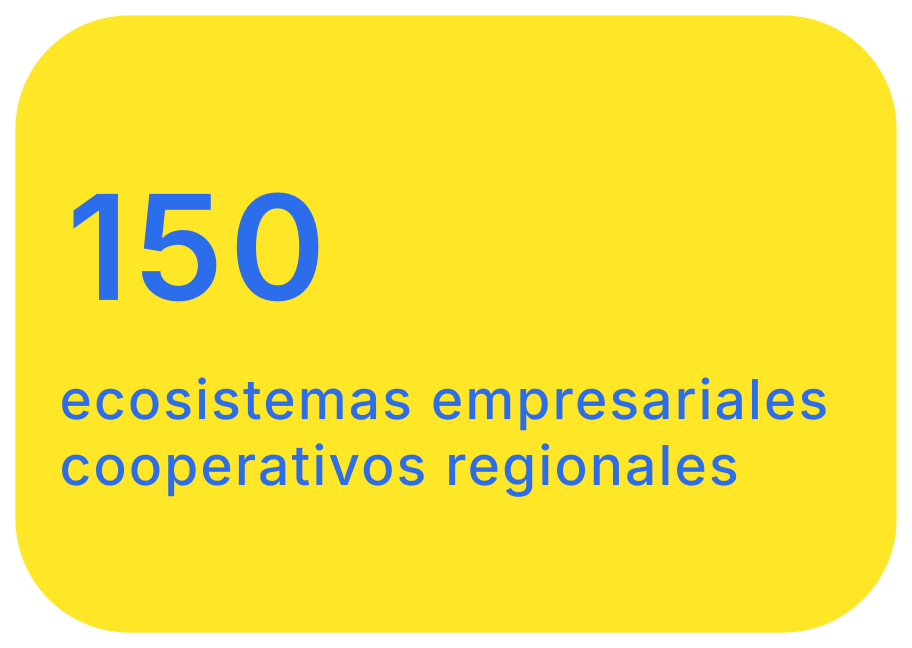 150
ecosistemas empresariales
cooperativos regionales